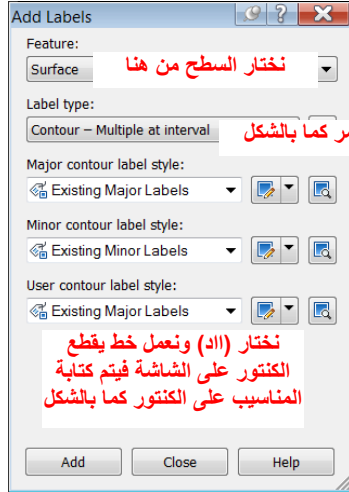 Add Labels
Feature:
Surface
نختار السطح من هنا
Label type:
Contour – Multiple at interval
كما بالشكل
Major contour label style:
Existing Major Labels
Minor contour label style:
Existing Minor Labels
User contour label style:
Existing Major Labels
نختار (ااد) ونعمل خط يقطع
الكنتور على الشاشة فيتم كتابة
المناسيب على الكنتور كما بالشكل
Add
Close
Help